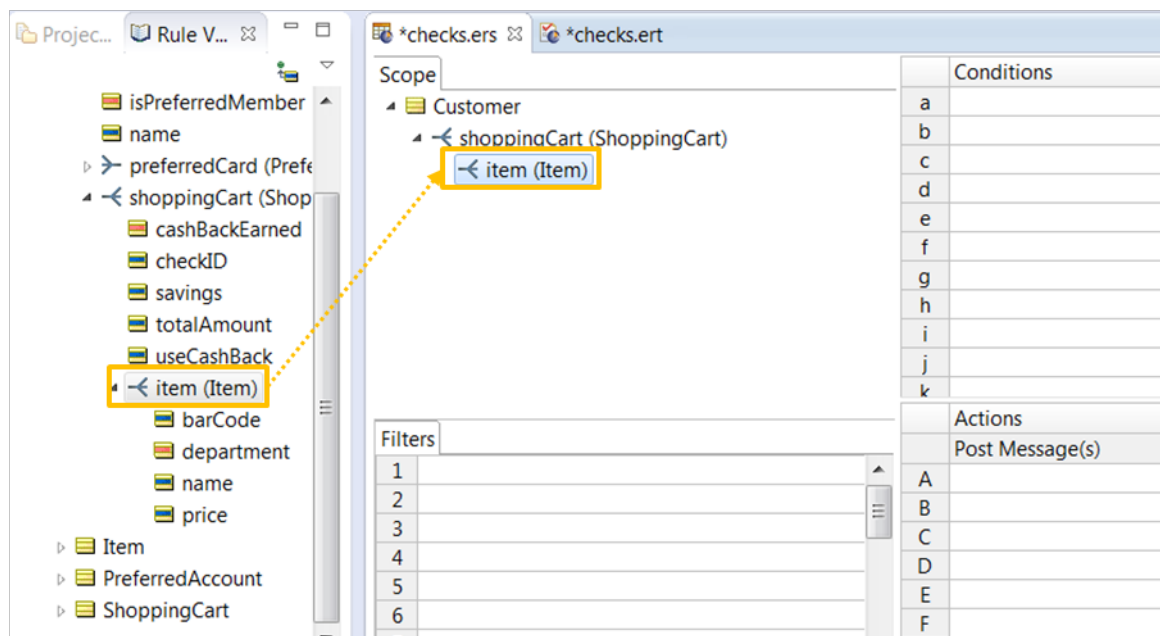 Projec...
Rule V...
isPreferredMember
name
preferredCard (Prefe
shoppingCart (Shop
cashBackEarned
checkID
savings
totalAmount
useCashBack
item (Item)
barCode
department
name
price
Item
PreferredAccount
ShoppingCart
*checks.ers
*checks.ert
Scope
Customer
shoppingCart (ShoppingCart)
item (Item)
Filters
1
2
3
4
5
6
Conditions
a
b
c
d
e
f
g
h
i
j
k
Actions
Post Message(s)
A
B
C
D
E
F